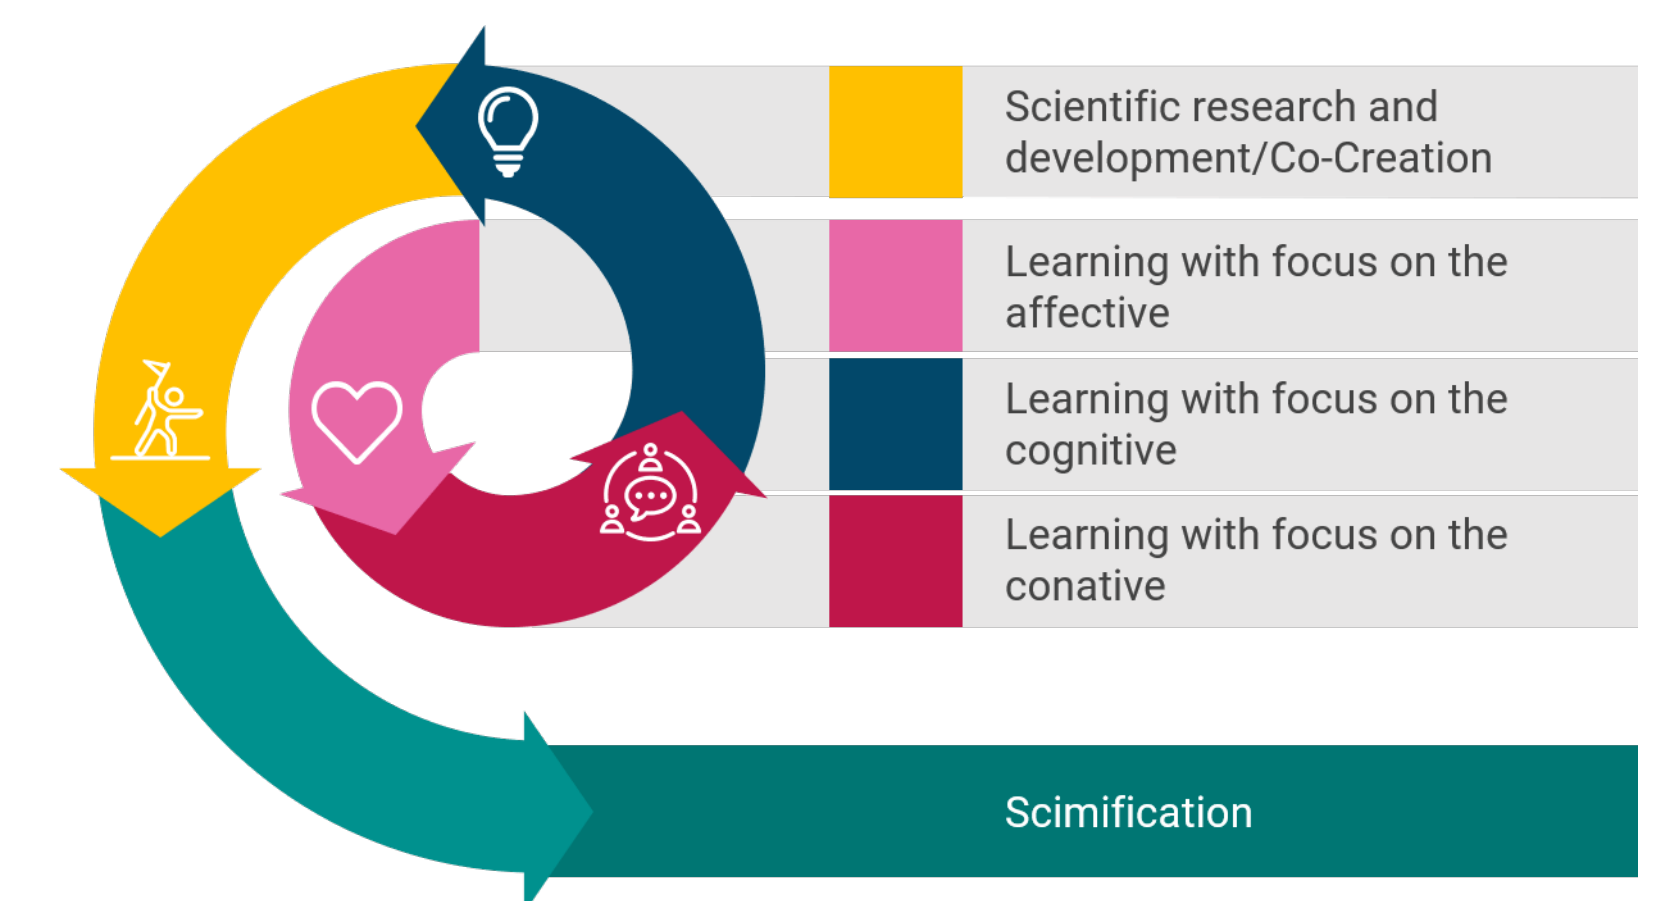 Scientific research and
development/Co-Creation
Learning with focus on the
affective
Learning with focus on the
cognitive
Learning with focus on the
conative
Scimification